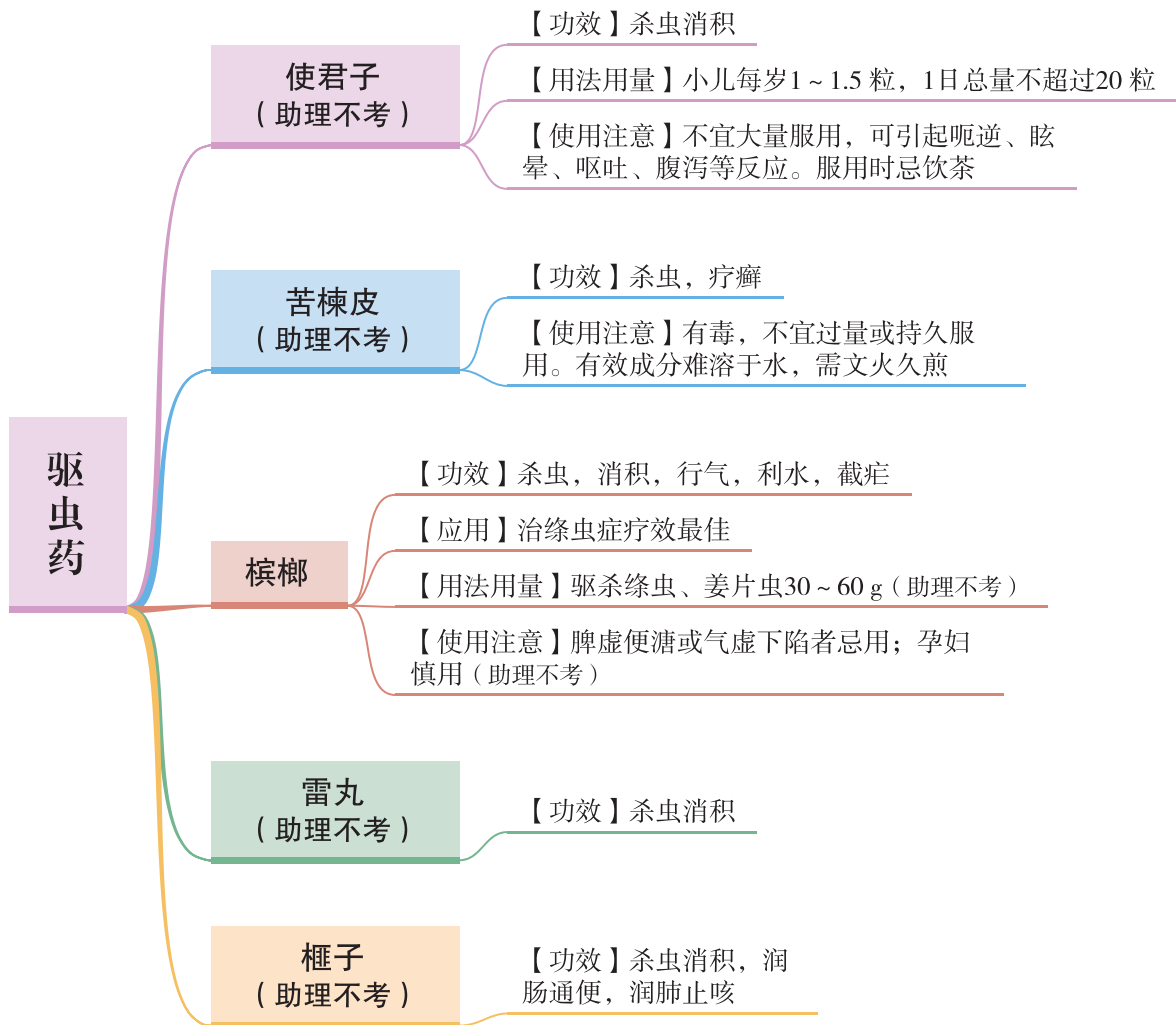 驱虫药
使君子
（助理不考）
【功效】杀虫消积
【用法用量】小儿每岁1~1.5 粒，1日总量不超过20 粒
【使用注意】不宜大量服用，可引起呃逆、眩
晕、呕吐、腹泻等反应。服用时忌饮茶
苦楝皮
（助理不考）
【功效】杀虫，疗癣
【使用注意】有毒，不宜过量或持久服
用。有效成分难溶于水，需文火久煎
槟榔
【功效】杀虫，消积，行气，利水，截疟
【应用】治绦虫症疗效最佳
【用法用量】驱杀绦虫、姜片虫30~60 g（助理不考）
【使用注意】脾虚便溏或气虚下陷者忌用；孕妇
慎用（助理不考）
雷丸
（助理不考）
【功效】杀虫消积
榧子
（助理不考）
【功效】杀虫消积，润
肠通便，润肺止咳